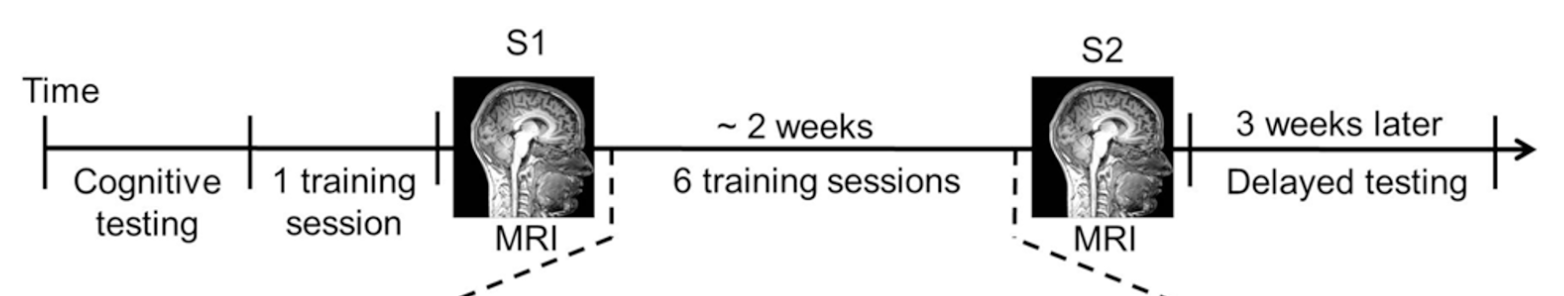 S1
S2
Time
~ 2 weeks
3 weeks later
Cognitive
testing
1 training
session
6 training sessions
Delayed testing
MRI
MRI